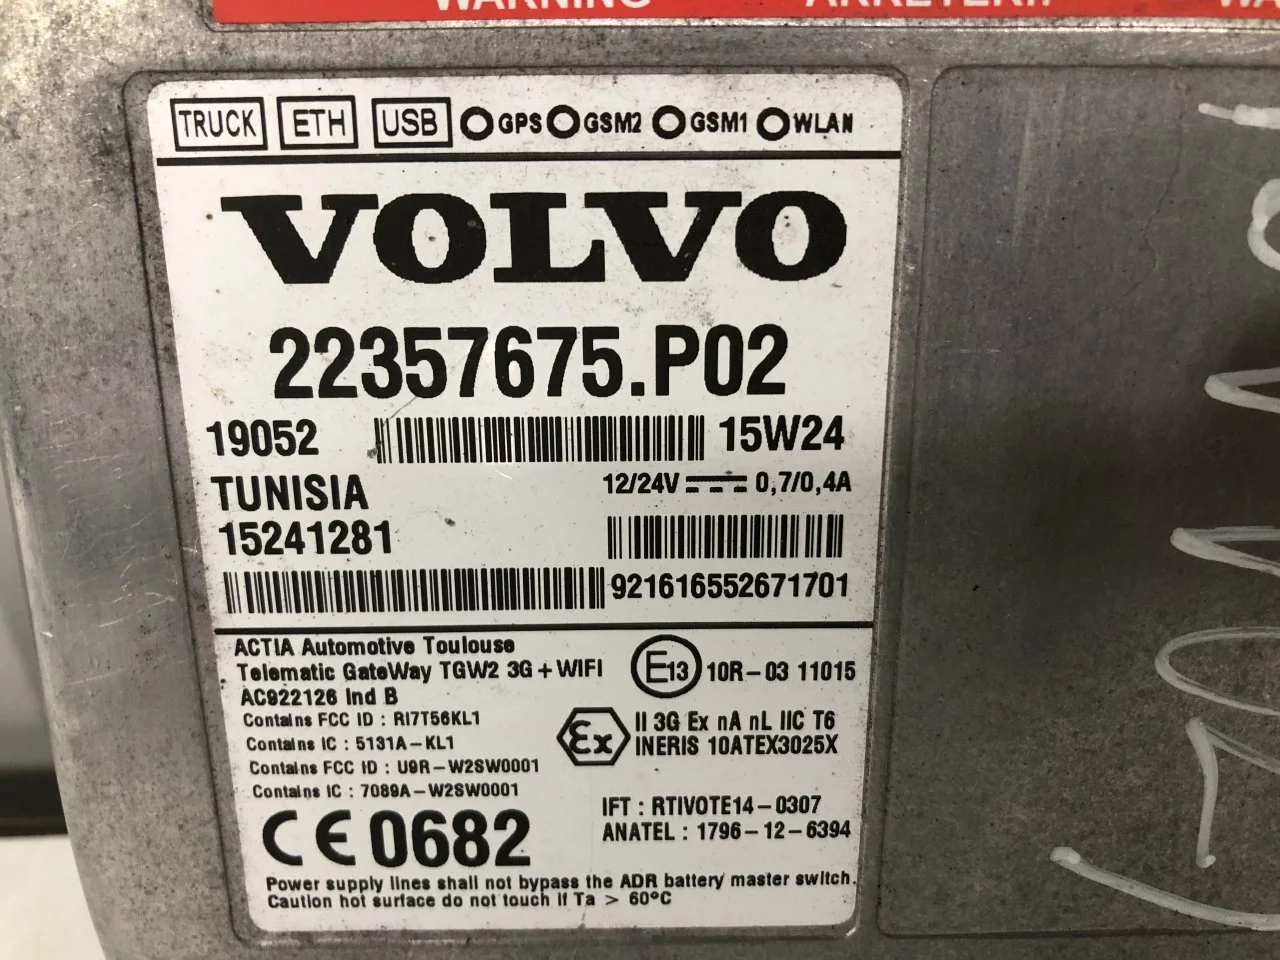 WARNING
TRUCK ETH USB GPS GSM2 GSM1 WLAN
VOLVO
22357675.P02
19052 15W24
TUNISIA 12/24V 0,7/0,4A
15241281
921616552671701
ACTIA Automotive Toulouse
Telematic GateWay TGW2 3G+WIFI
AC922126 Ind B
E13 10R-03 11015
Contains FCC ID : RI7T56KL1
Contains IC : 5131A-KL1
Contains FCC ID : U9R-W2SW0001
Contains IC : 7089A-W2SW0001
Ex II 3G Ex nA nL IIC T6
INERIS 10ATEX3025X
CE 0682
IFT : RTIVOTE14-0307
ANATEL : 1796-12-6394
Power supply lines shall not bypass the ADR battery master switch.
Caution hot surface do not touch if Ta > 60°C